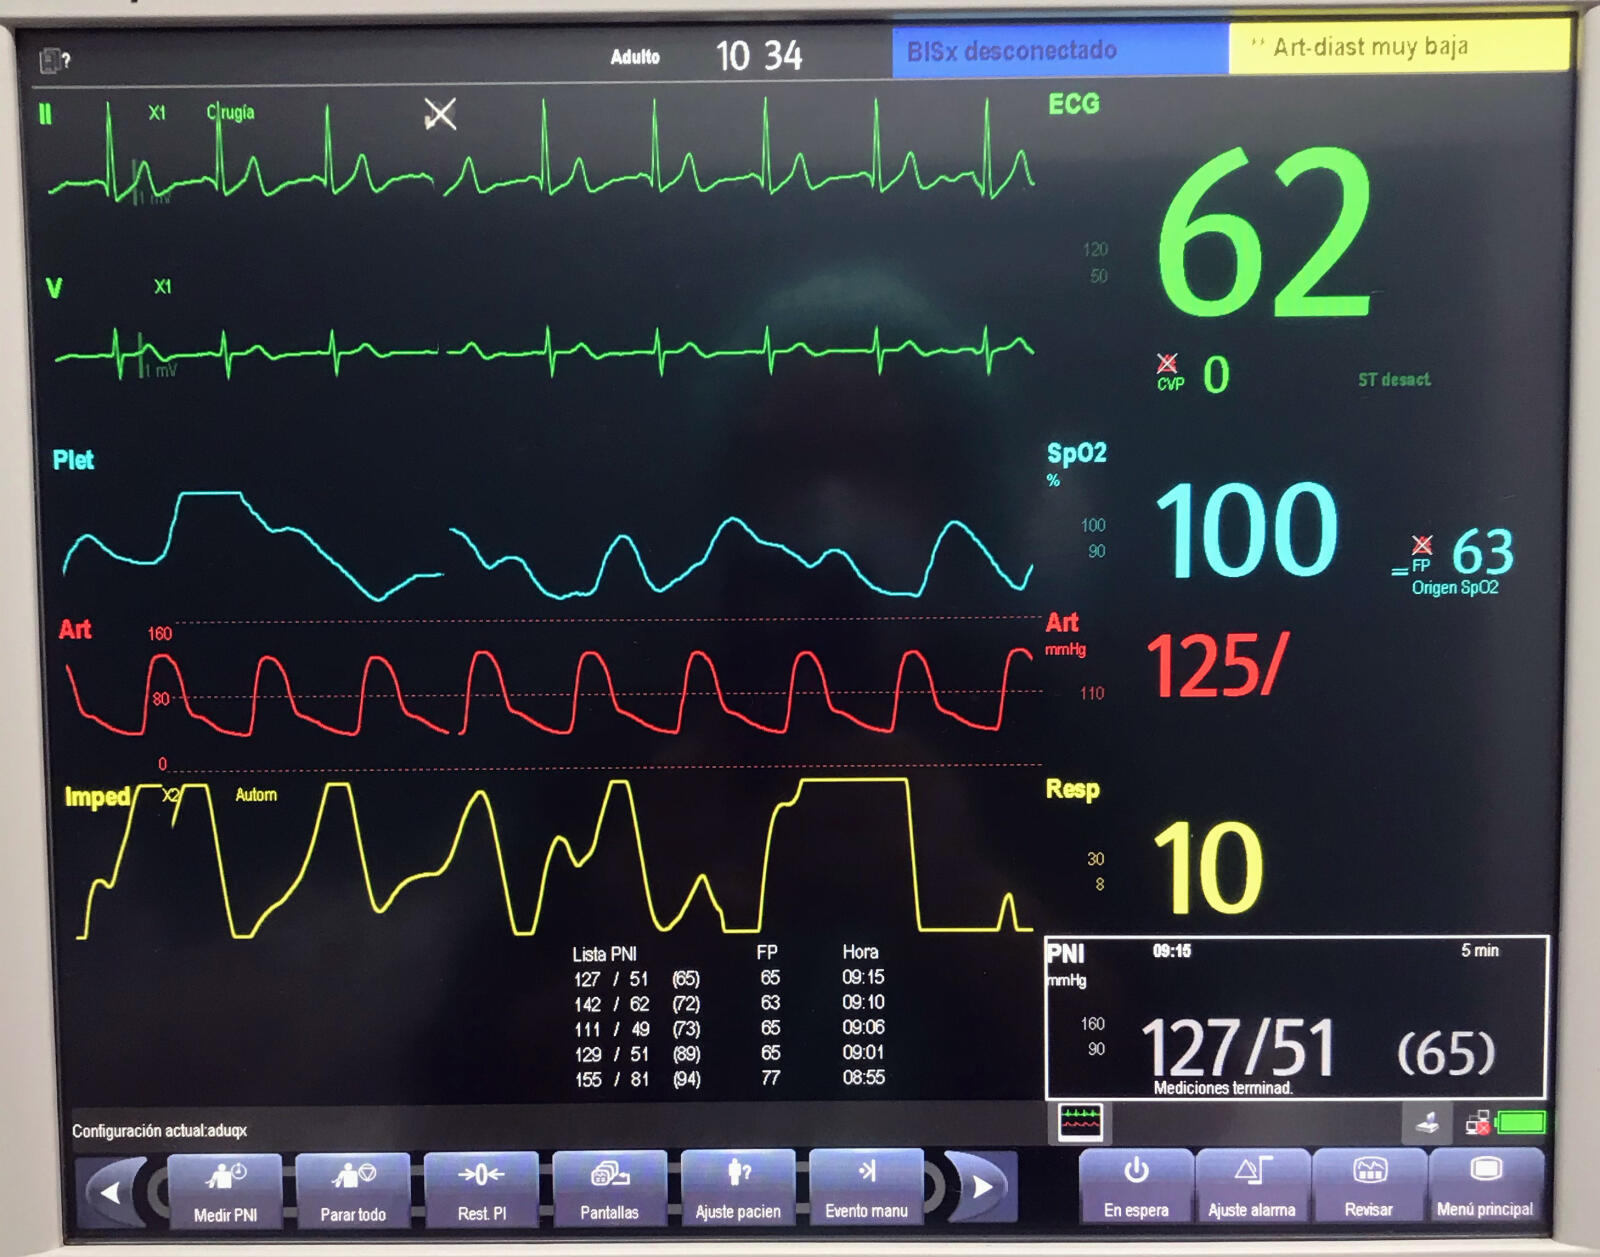 ?
Adulto 10 34 BISx desconectado ’’ Art-diast muy baja
II X1 Cirugía ECG
1 mV
120
50
62
V X1
1 mV
CVP 0 ST desact.
Plet SpO2
%
100
90
100
FP 63
Origen SpO2
Art 160 Art
mmHg
125/
80 110
0
Imped X2 Autom Resp
30
8
10
Lista PNI FP Hora
127 / 51 (65) 65 09:15
142 / 62 (72) 63 09:10
111 / 49 (73) 65 09:06
129 / 51 (89) 65 09:01
155 / 81 (94) 77 08:55
PNI 09:15 5 min
mmHg
160
90
127/51 (65)
Mediciones terminad.
Configuración actual:aduqx
Medir PNI Parar todo Rest. PI Pantallas Ajuste pacien Evento manu En espera Ajuste alarma Revisar Menú principal